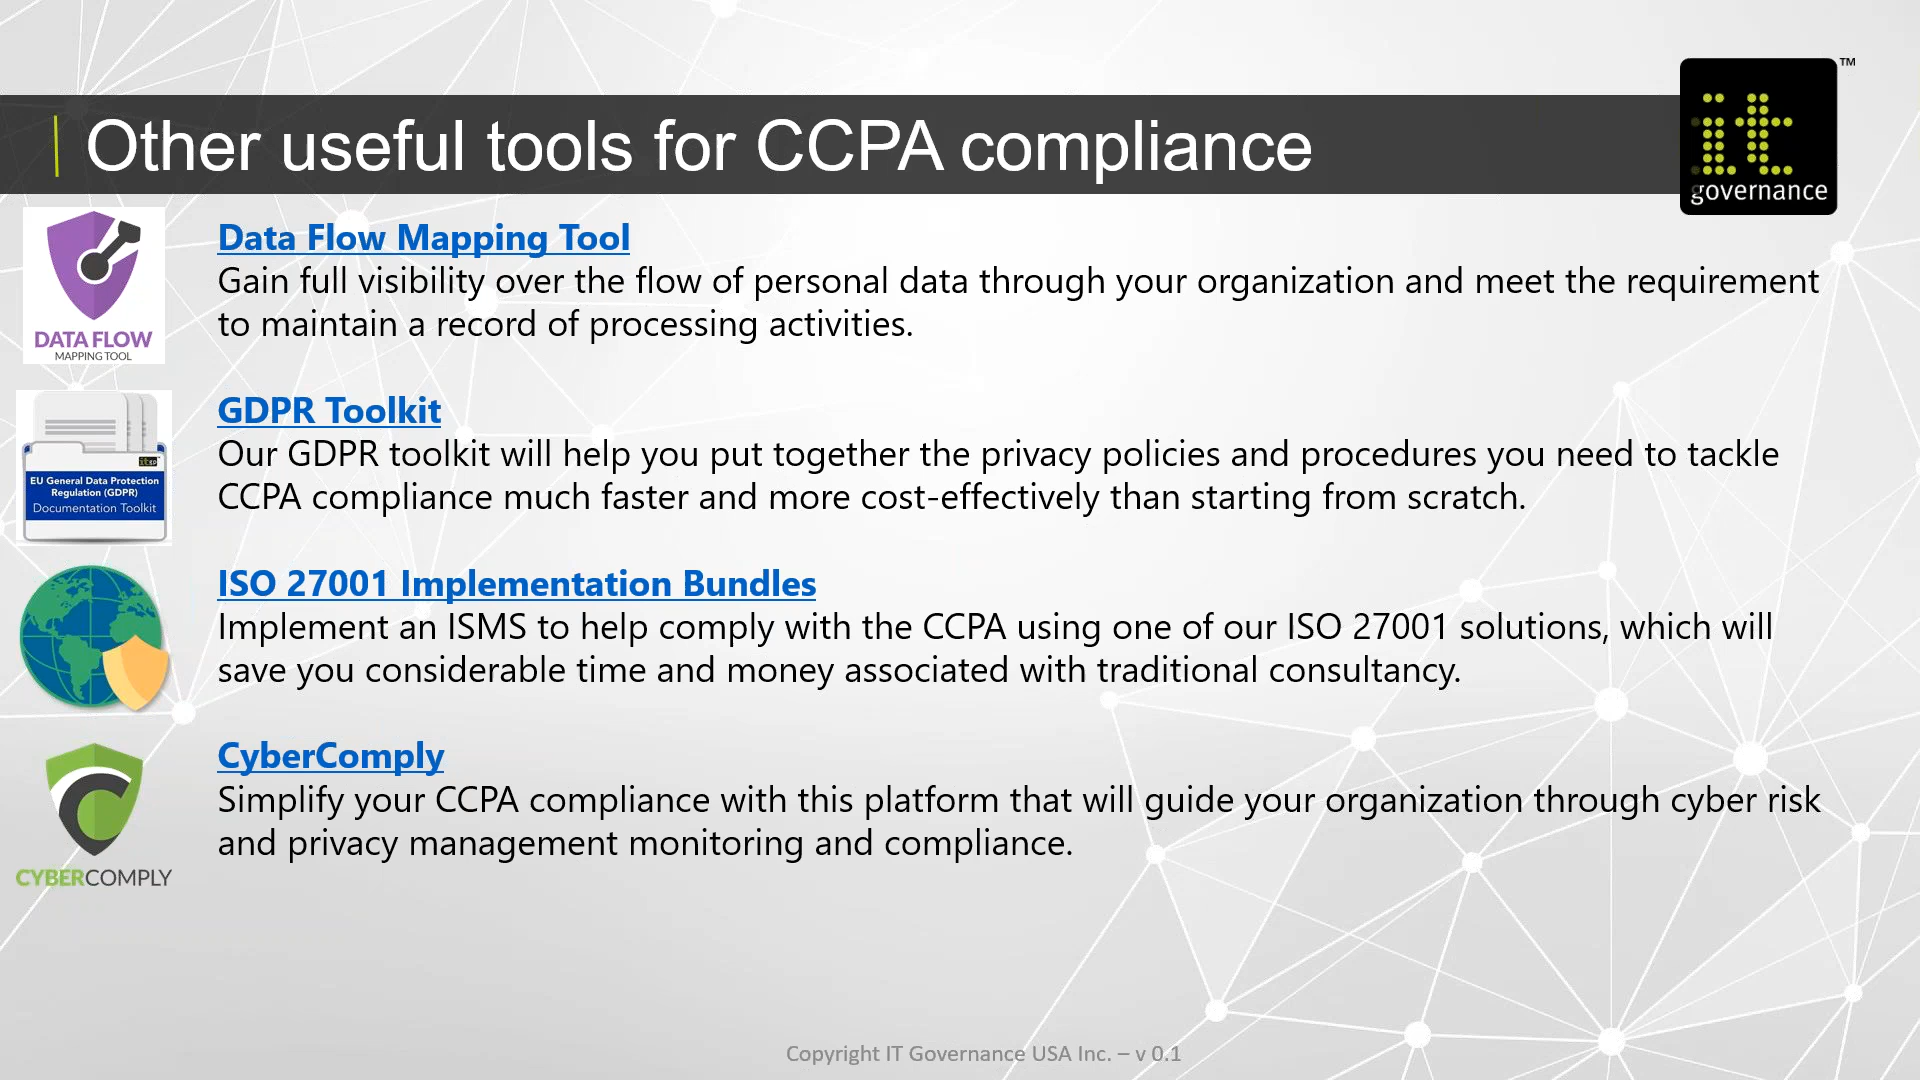 Other useful tools for CCPA compliance
TM
it
governance
DATA FLOW
MAPPING TOOL
Data Flow Mapping Tool
Gain full visibility over the flow of personal data through your organization and meet the requirement
to maintain a record of processing activities.
EU General Data Protection
Regulation (GDPR)
Documentation Toolkit
GDPR Toolkit
Our GDPR toolkit will help you put together the privacy policies and procedures you need to tackle
CCPA compliance much faster and more cost-effectively than starting from scratch.
ISO 27001 Implementation Bundles
Implement an ISMS to help comply with the CCPA using one of our ISO 27001 solutions, which will
save you considerable time and money associated with traditional consultancy.
CYBERCOMPLY
CyberComply
Simplify your CCPA compliance with this platform that will guide your organization through cyber risk
and privacy management monitoring and compliance.
Copyright IT Governance USA Inc. – v 0.1